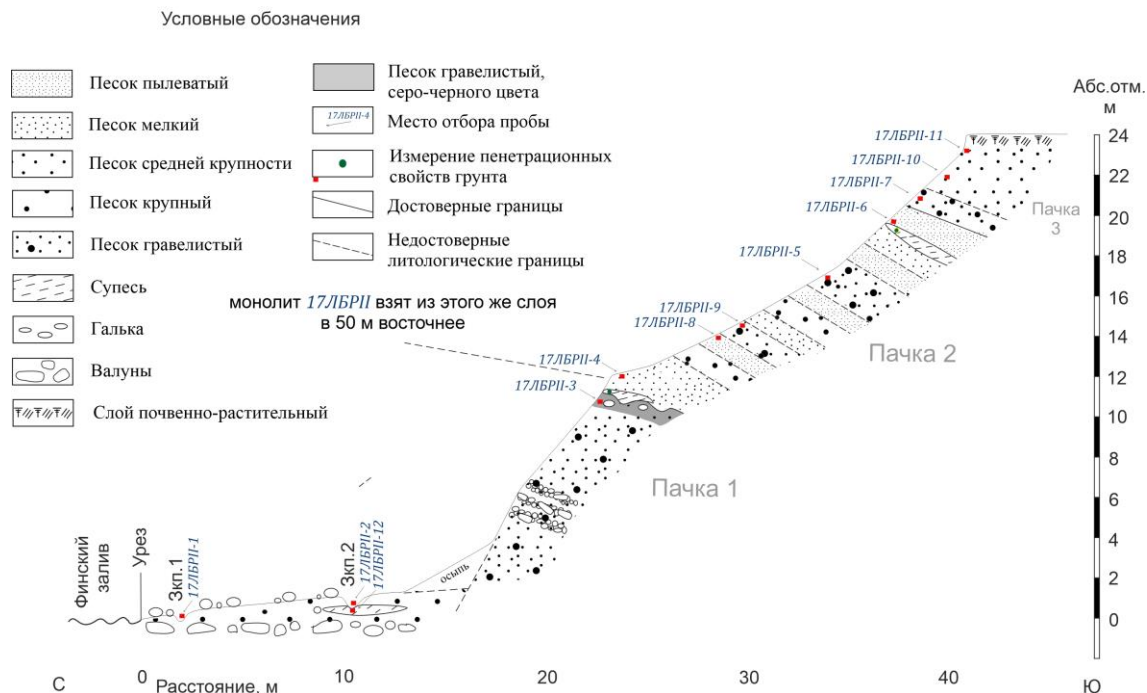 Условные обозначения
Песок пылеватый
Песок мелкий
Песок средней крупности
Песок крупный
Песок гравелистый
Супесь
Галька
Валуны
Слой почвенно-растительный
Песок гравелистый,
серо-черного цвета
17ЛБРII-4
Место отбора пробы
Измерение пенетрационных
свойств грунта
Достоверные границы
Недостоверные
литологические границы
монолит 17ЛБРII взят из этого же слоя
в 50 м восточнее
Абс.отм.
м
24
22
20
18
16
14
12
10
8
6
4
2
0
17ЛБРII-11
17ЛБРII-10
17ЛБРII-7
17ЛБРII-6
17ЛБРII-5
17ЛБРII-9
17ЛБРII-8
17ЛБРII-4
17ЛБРII-3
Пачка
3
Пачка 2
Пачка 1
осыпь
Финский
залив
Урез
Зкп.1
17ЛБРII-1
Зкп.2
17ЛБРII-2
17ЛБРII-12
С
0
Расстояние, м
10
20
30
40
Ю